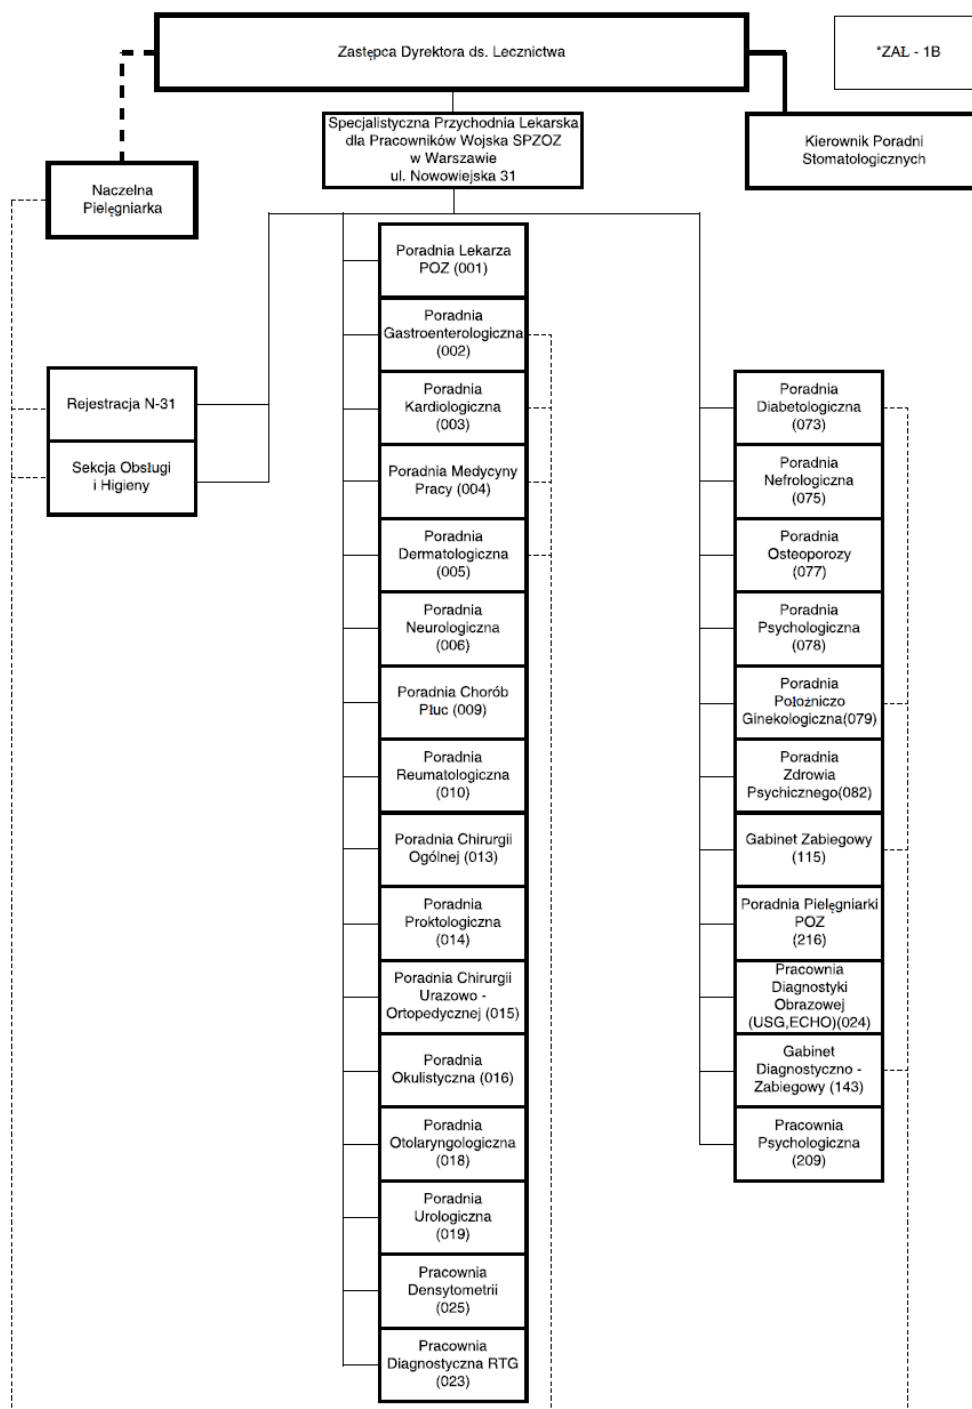 Zastępca Dyrektora ds. Lecznictwa
*ZAŁ - 1B
Specjalistyczna Przychodnia Lekarska
dla Pracowników Wojska SPZOZ
w Warszawie
ul. Nowowiejska 31
Kierownik Poradni
Stomatologicznych
Naczelna
Pielęgniarka
Rejestracja N-31
Sekcja Obsługi
i Higieny
Poradnia Lekarza
POZ (001)
Poradnia
Gastroenterologiczna
(002)
Poradnia
Kardiologiczna
(003)
Poradnia Medycyny
Pracy (004)
Poradnia
Dermatologiczna
(005)
Poradnia
Neurologiczna
(006)
Poradnia Chorób
Płuc (009)
Poradnia
Reumatologiczna
(010)
Poradnia Chirurgii
Ogólnej (013)
Poradnia
Proktologiczna
(014)
Poradnia Chirurgii
Urazowo -
Ortopedycznej (015)
Poradnia
Okulistyczna (016)
Poradnia
Otolaryngologiczna
(018)
Poradnia
Urologiczna
(019)
Pracownia
Densytometrii
(025)
Pracownia
Diagnostyczna RTG
(023)
Poradnia
Diabetologiczna
(073)
Poradnia
Nefrologiczna
(075)
Poradnia
Osteoporozy
(077)
Poradnia
Psychologiczna
(078)
Poradnia
Położniczo
Ginekologiczna(079)
Poradnia
Zdrowia
Psychicznego(082)
Gabinet Zabiegowy
(115)
Poradnia Pielęgniarki
POZ
(216)
Pracownia
Diagnostyki
Obrazowej
(USG,ECHO)(024)
Gabinet
Diagnostyczno -
Zabiegowy (143)
Pracownia
Psychologiczna
(209)